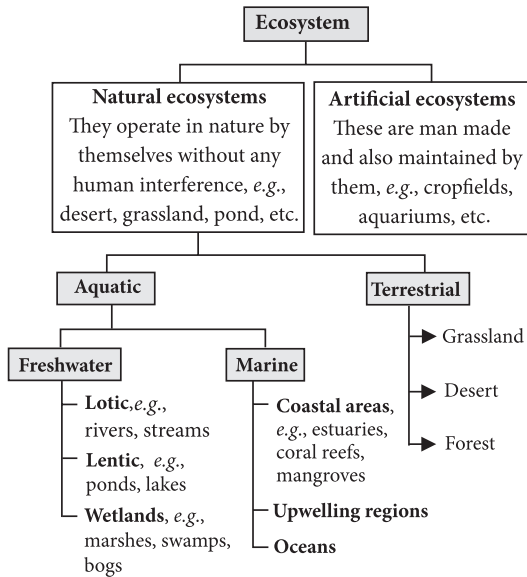 Ecosystem
Natural ecosystems
They operate in nature by
themselves without any
human interference, e.g.,
desert, grassland, pond, etc.
Artificial ecosystems
These are man made
and also maintained by
them, e.g., cropfields,
aquariums, etc.
Aquatic
Terrestrial
Grassland
Desert
Forest
Freshwater
Lotic,e.g.,
rivers, streams
Lentic, e.g.,
ponds, lakes
Wetlands, e.g.,
marshes, swamps,
bogs
Marine
Coastal areas,
e.g., estuaries,
coral reefs,
mangroves
Upwelling regions
Oceans